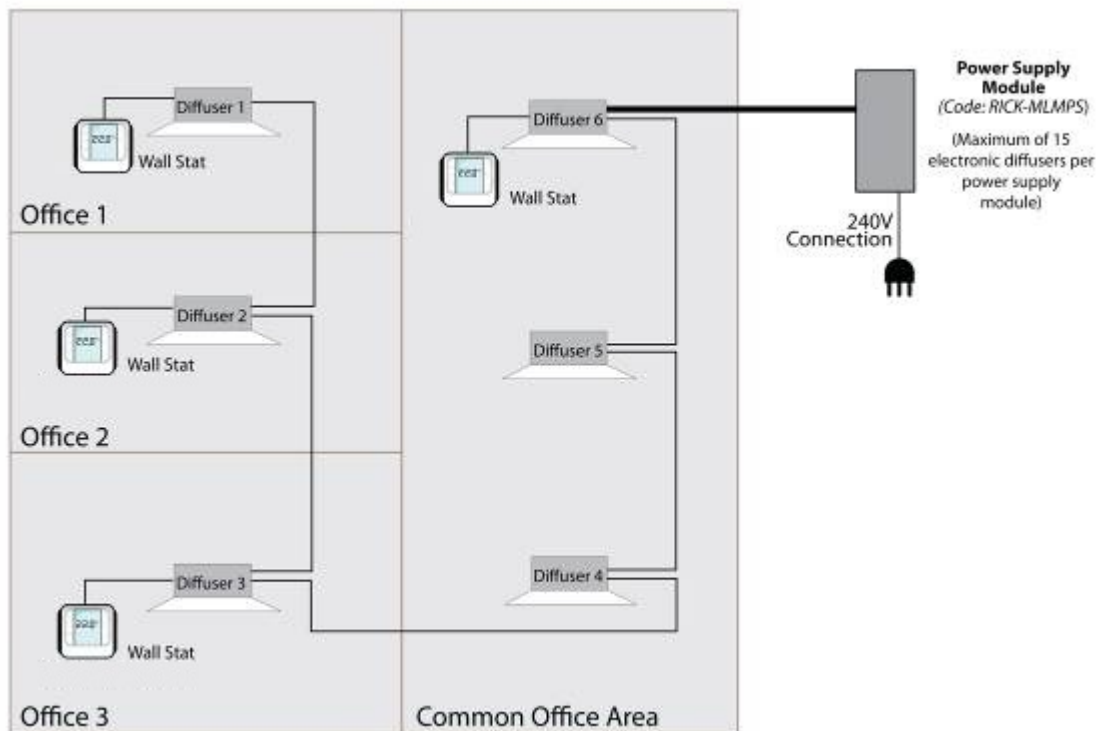 Diffuser 1
Wall Stat
Office 1
Diffuser 2
Wall Stat
Office 2
Diffuser 3
Wall Stat
Office 3
Diffuser 6
Wall Stat
Diffuser 5
Diffuser 4
Common Office Area
Power Supply
Module
(Code: RICK-MLMPS)
(Maximum of 15
electronic diffusers per
power supply
module)
240V
Connection